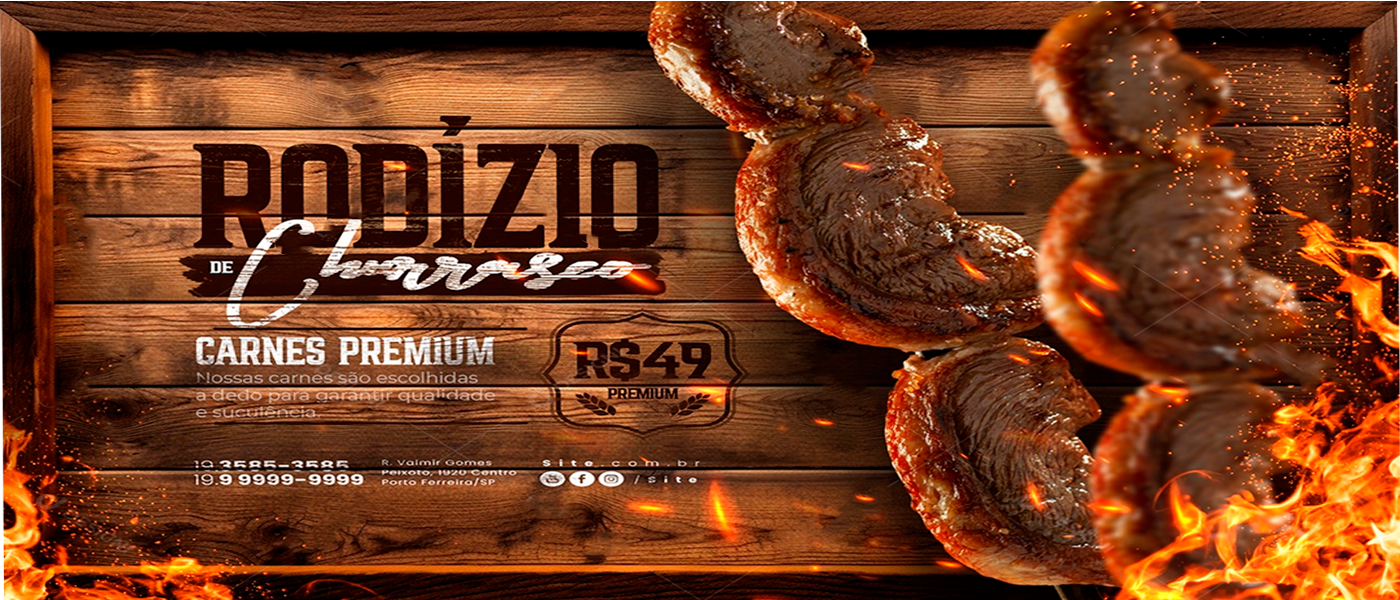 RODÍZIO
DE Churrasco
CARNES PREMIUM
Nossas carnes são escolhidas
a dedo para garantir qualidade
e suculência.
R$49
PREMIUM
19 3585-3585
19.9 9999-9999
R. Valmir Gomes
Peixoto, 1920 Centro
Porto Ferreira/SP
Site.com.br
/Site